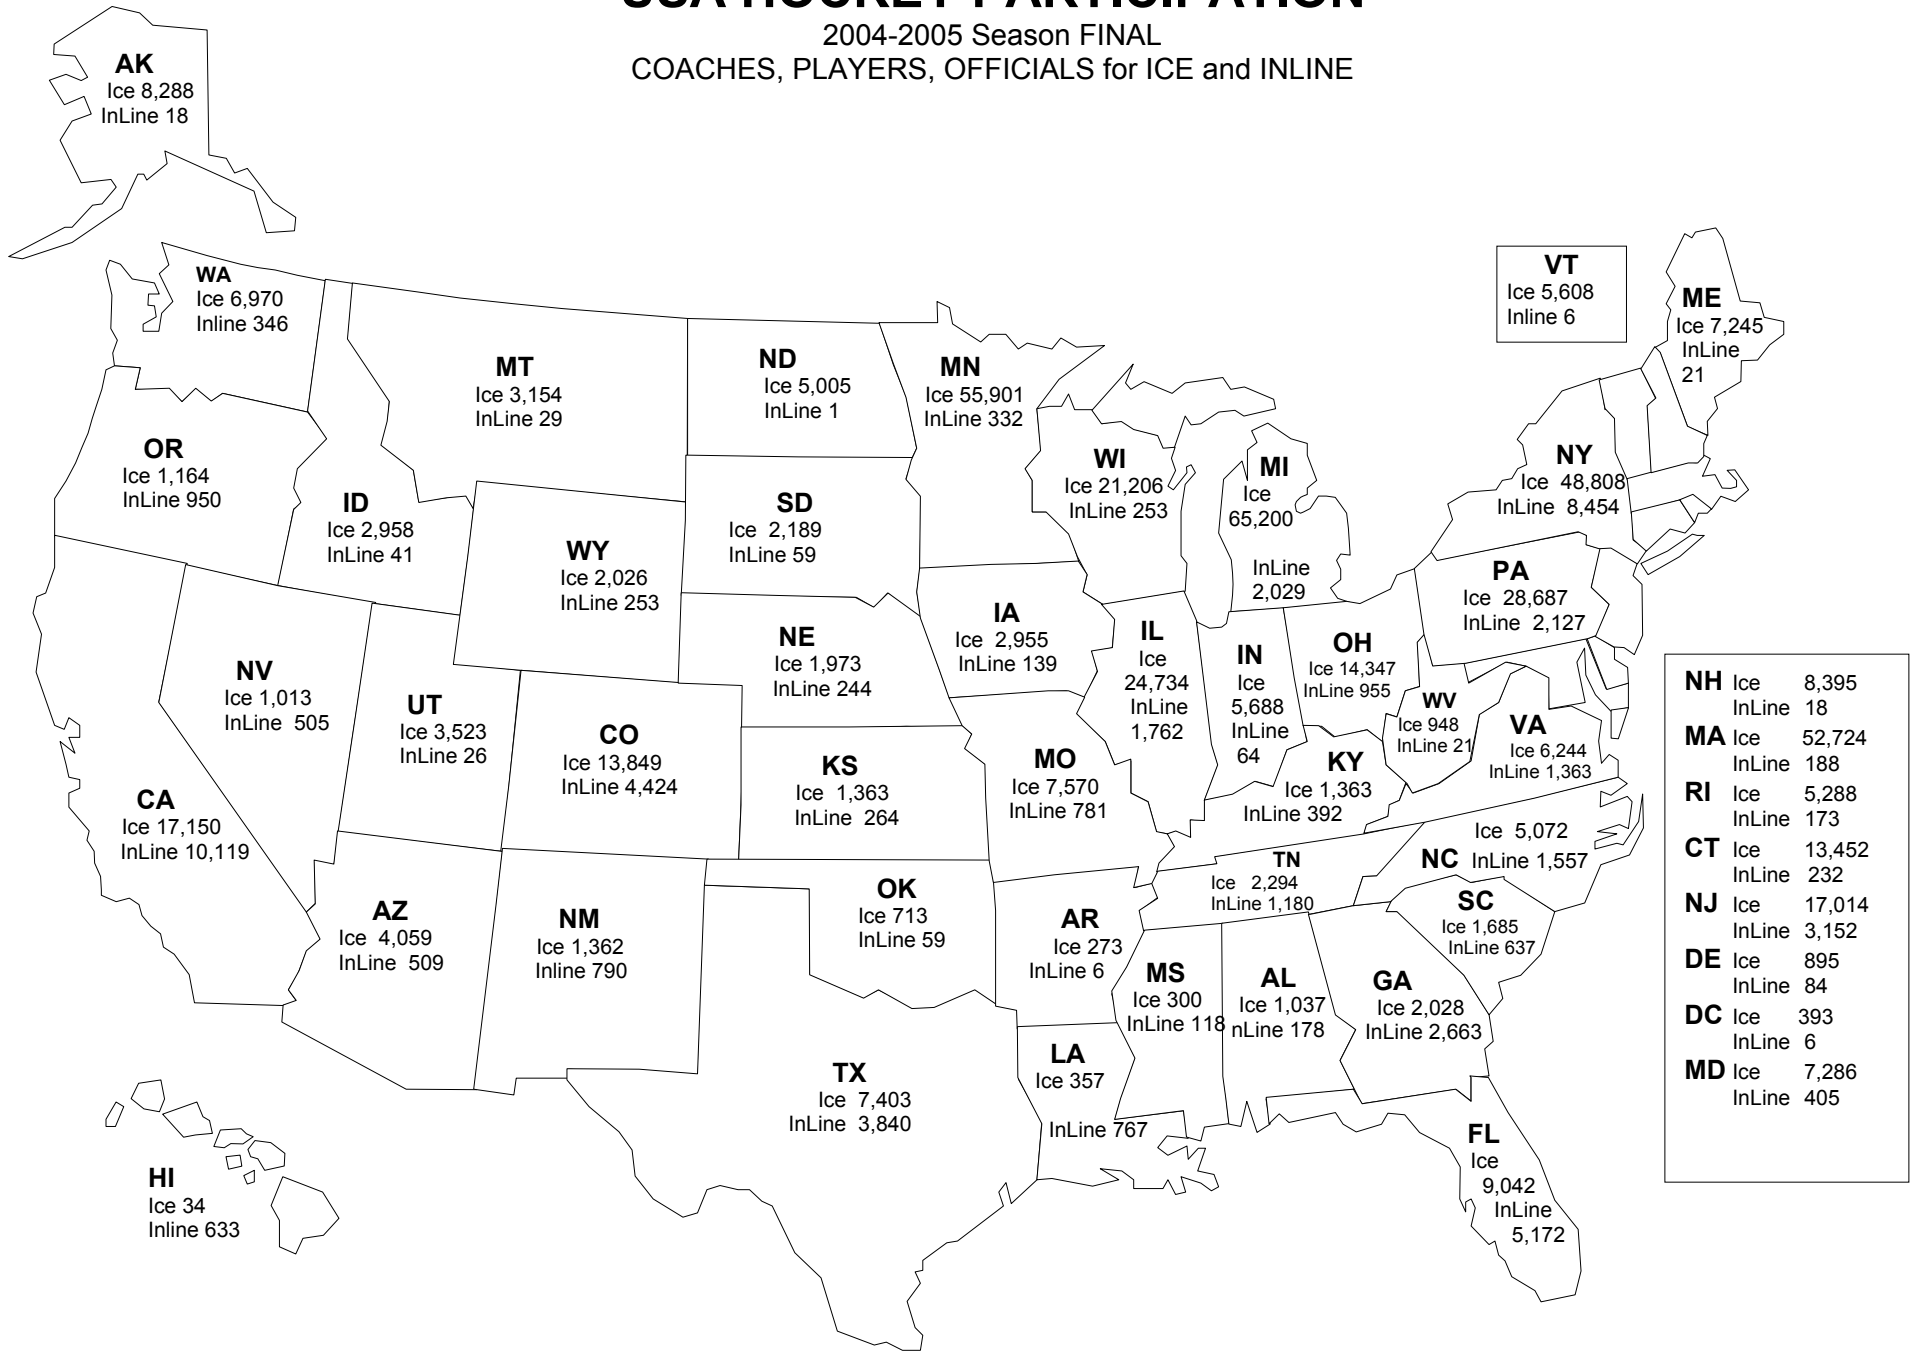 USA HOCKEY PARTICIPATION
2004-2005 Season FINAL
COACHES, PLAYERS, OFFICIALS for ICE and INLINE
AK
Ice 8,288
InLine 18
WA
Ice 6,970
Inline 346
MT
Ice 3,154
InLine 29
ND
Ice 5,005
InLine 1
MN
Ice 55,901
InLine 332
VT
Ice 5,608
Inline 6
ME
Ice 7,245
InLine
21
OR
Ice 1,164
InLine 950
ID
Ice 2,958
InLine 41
WY
Ice 2,026
InLine 253
SD
Ice 2,189
InLine 59
WI
Ice 21,206
InLine 253
MI
Ice
65,200
InLine
2,029
NY
Ice 48,808
InLine 8,454
PA
Ice 28,687
InLine 2,127
NV
Ice 1,013
InLine 505
UT
Ice 3,523
InLine 26
CO
Ice 13,849
InLine 4,424
NE
Ice 1,973
InLine 244
IA
Ice 2,955
InLine 139
IL
Ice
24,734
InLine
1,762
IN
Ice
5,688
InLine
64
OH
Ice 14,347
InLine 955
WV
Ice 948
InLine 21
VA
Ice 6,244
InLine 1,363
CA
Ice 17,150
InLine 10,119
KS
Ice 1,363
InLine 264
MO
Ice 7,570
InLine 781
KY
Ice 1,363
InLine 392
Ice 5,072
NC InLine 1,557
TN
Ice 2,294
InLine 1,180
SC
Ice 1,685
InLine 637
AZ
Ice 4,059
InLine 509
NM
Ice 1,362
Inline 790
OK
Ice 713
InLine 59
AR
Ice 273
InLine 6
MS
Ice 300
InLine 118
AL
Ice 1,037
nLine 178
GA
Ice 2,028
InLine 2,663
TX
Ice 7,403
InLine 3,840
LA
Ice 357
InLine 767
FL
Ice
9,042
InLine
5,172
HI
Ice 34
Inline 633
NH Ice 8,395
InLine 18
MA Ice 52,724
InLine 188
RI Ice 5,288
InLine 173
CT Ice 13,452
InLine 232
NJ Ice 17,014
InLine 3,152
DE Ice 895
InLine 84
DC Ice 393
InLine 6
MD Ice 7,286
InLine 405